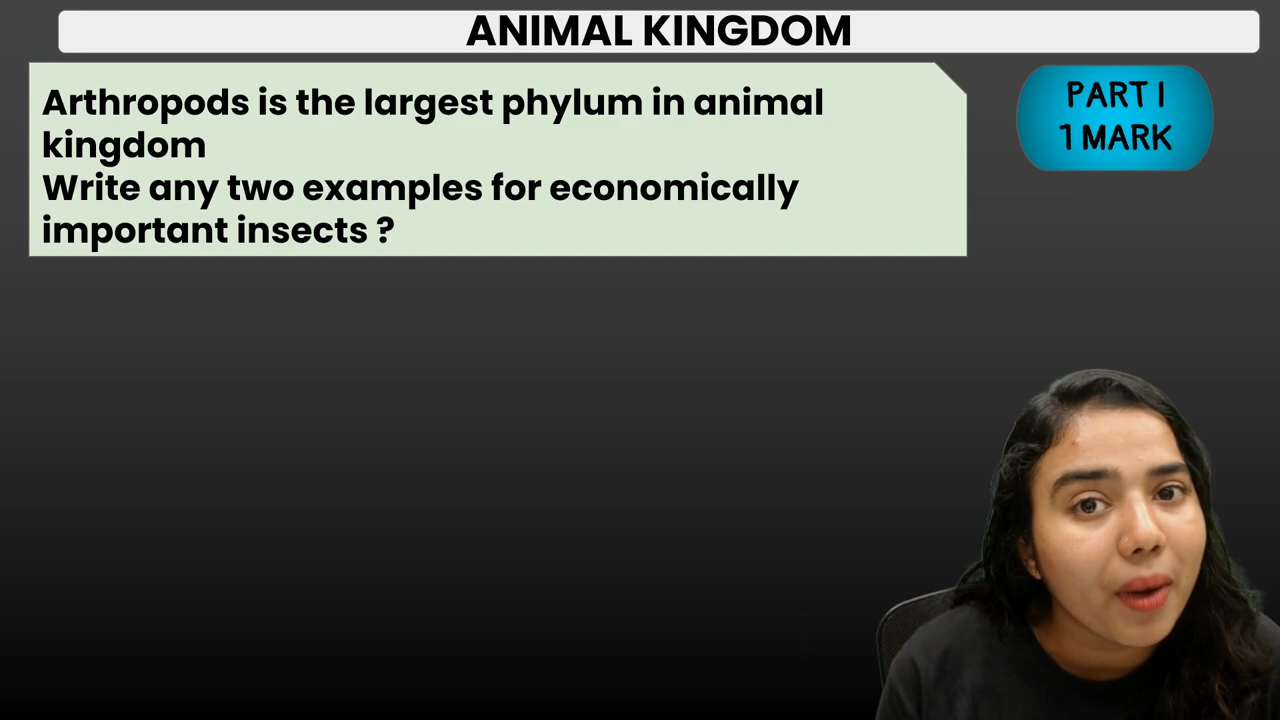 ANIMAL KINGDOM
Arthropods is the largest phylum in animal
kingdom
Write any two examples for economically
important insects ?
PART I
1 MARK